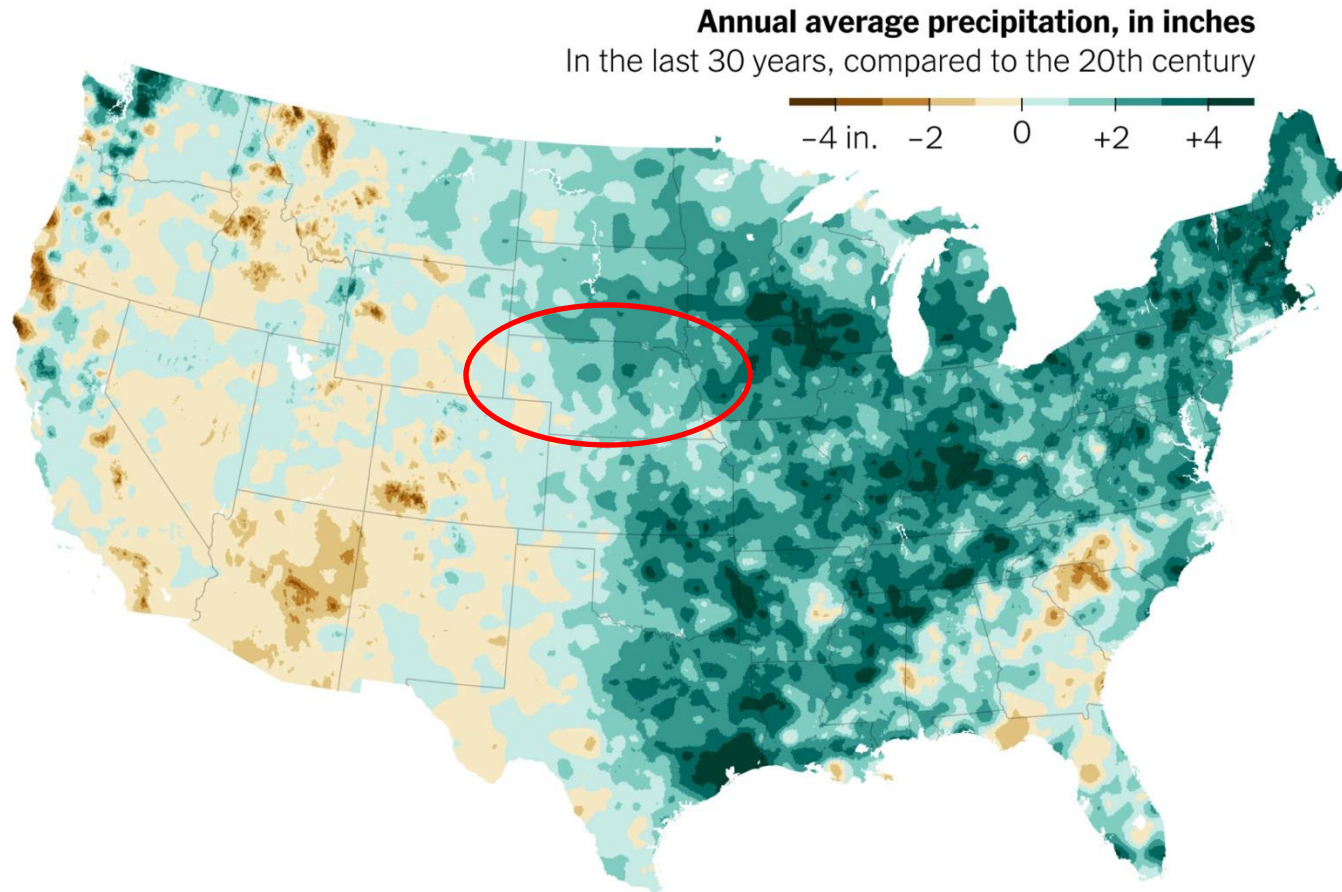 Annual average precipitation, in inches
In the last 30 years, compared to the 20th century
−4 in. −2 0 +2 +4